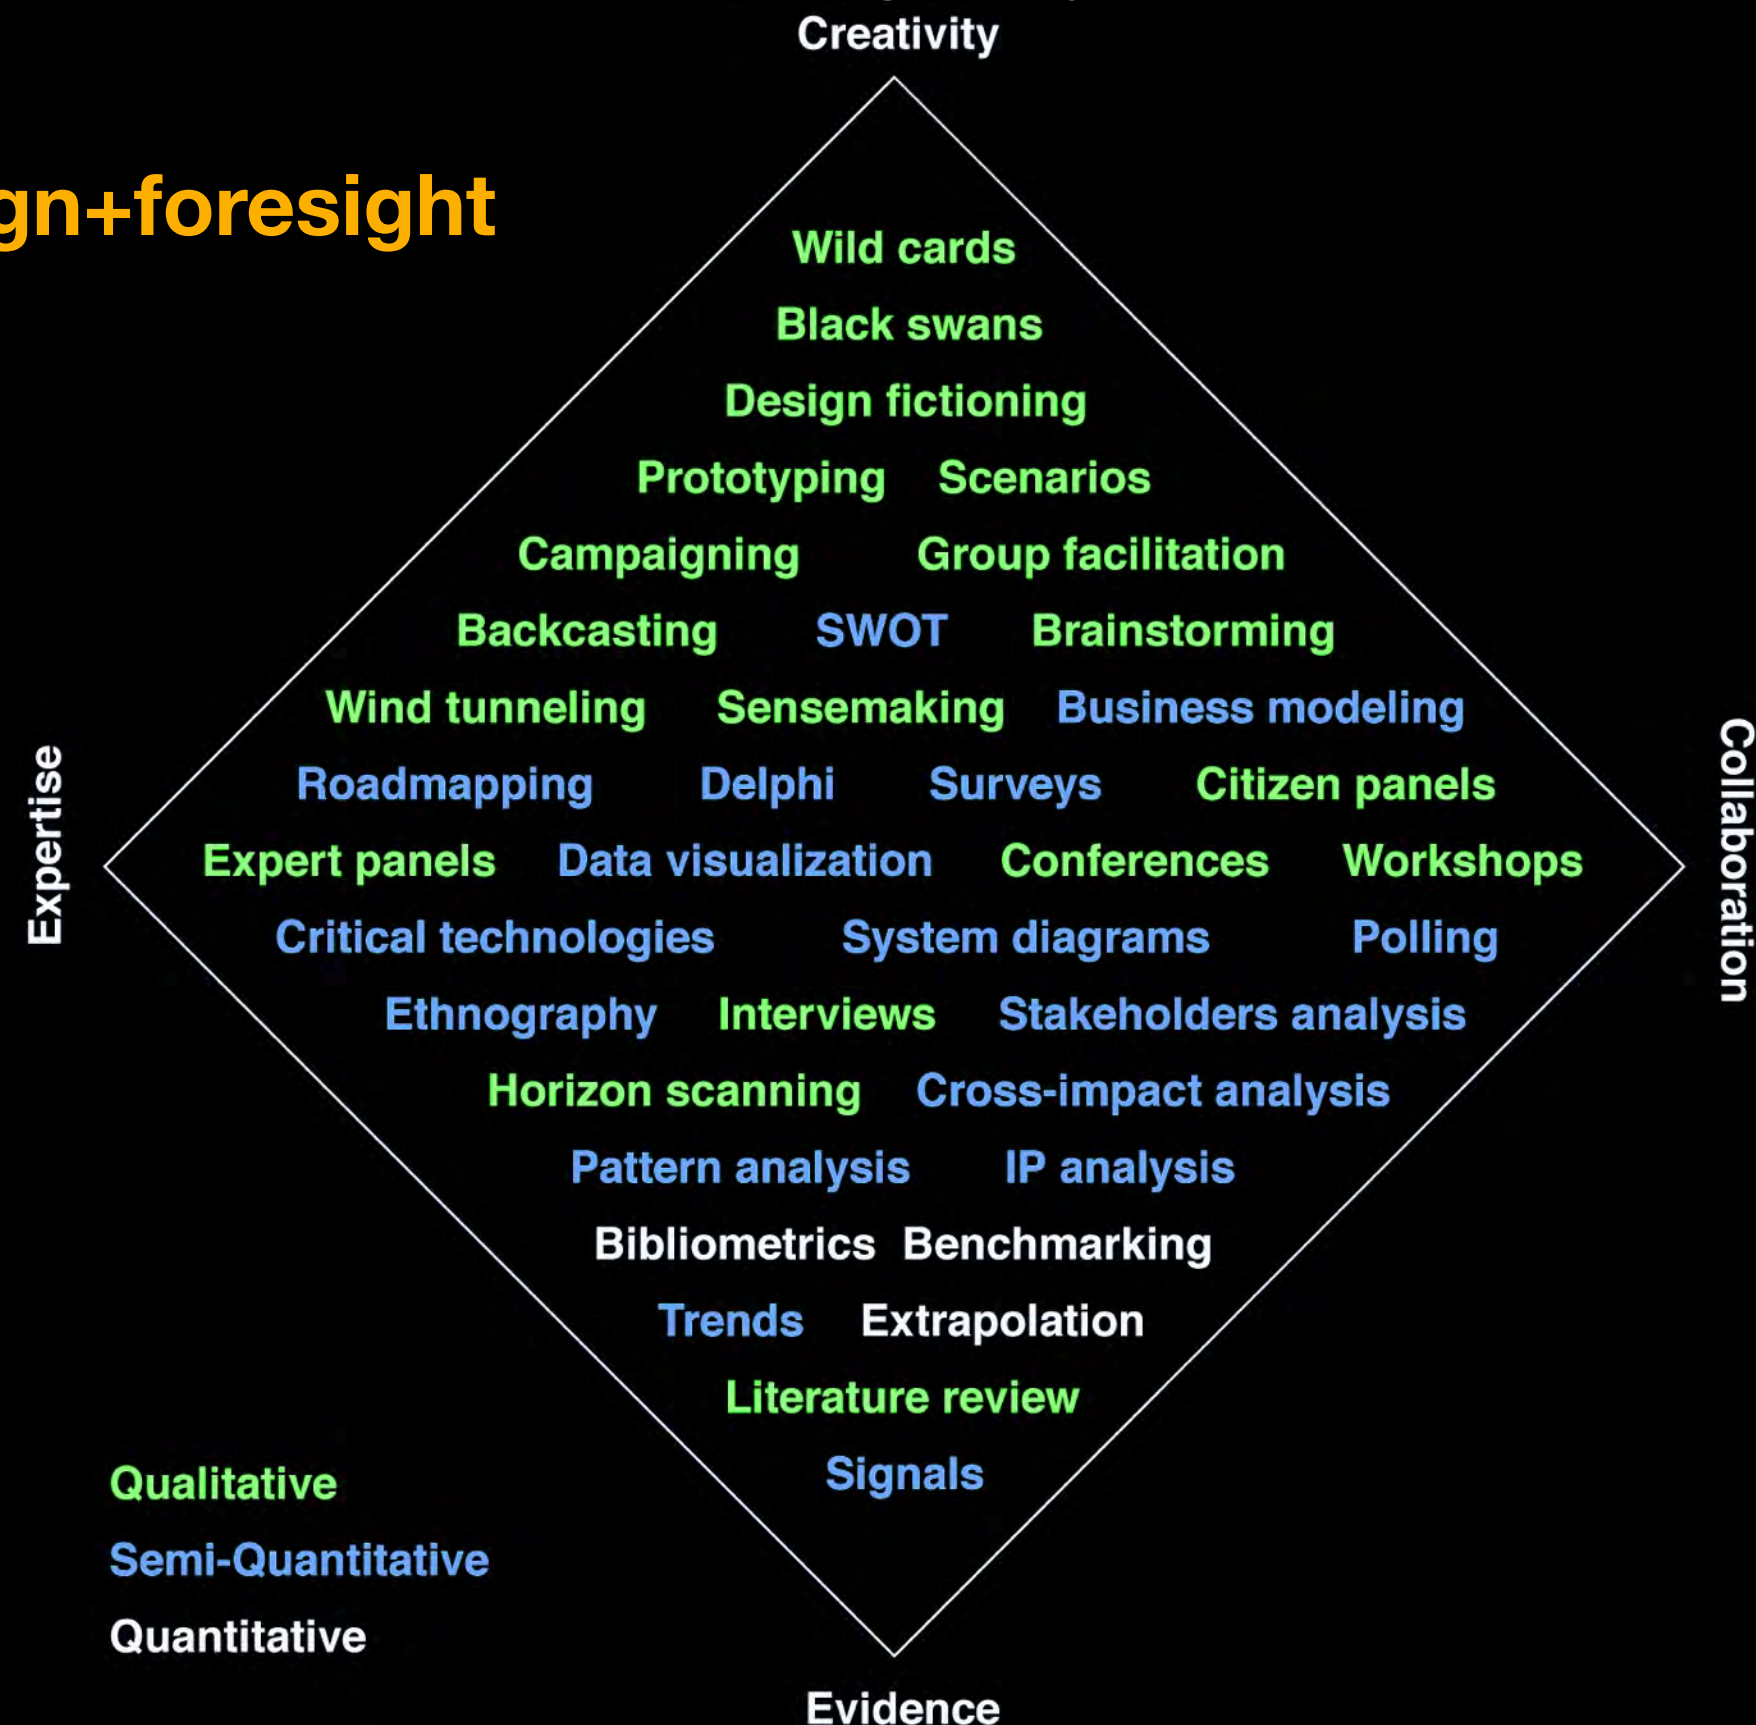 Creativity
gn+foresight
Wild cards
Black swans
Design fictioning
Prototyping Scenarios
Campaigning Group facilitation
Backcasting SWOT Brainstorming
Wind tunneling Sensemaking Business modeling
Roadmapping Delphi Surveys Citizen panels
Expertise
Collaboration
Expert panels Data visualization Conferences Workshops
Critical technologies System diagrams Polling
Ethnography Interviews Stakeholders analysis
Horizon scanning Cross-impact analysis
Pattern analysis IP analysis
Bibliometrics Benchmarking
Trends Extrapolation
Literature review
Signals
Qualitative
Semi-Quantitative
Quantitative
Evidence